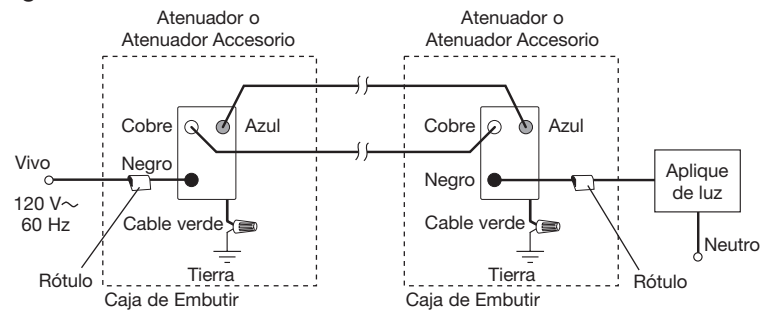 Atenuador o
Atenuador Accesorio
Atenuador o
Atenuador Accesorio
Cobre
Azul
Cobre
Azul
Vivo
Negro
120 V~
60 Hz
Negro
Aplique
de luz
Cable verde
Cable verde
Neutro
Rótulo
Tierra
Tierra
Rótulo
Caja de Embutir
Caja de Embutir